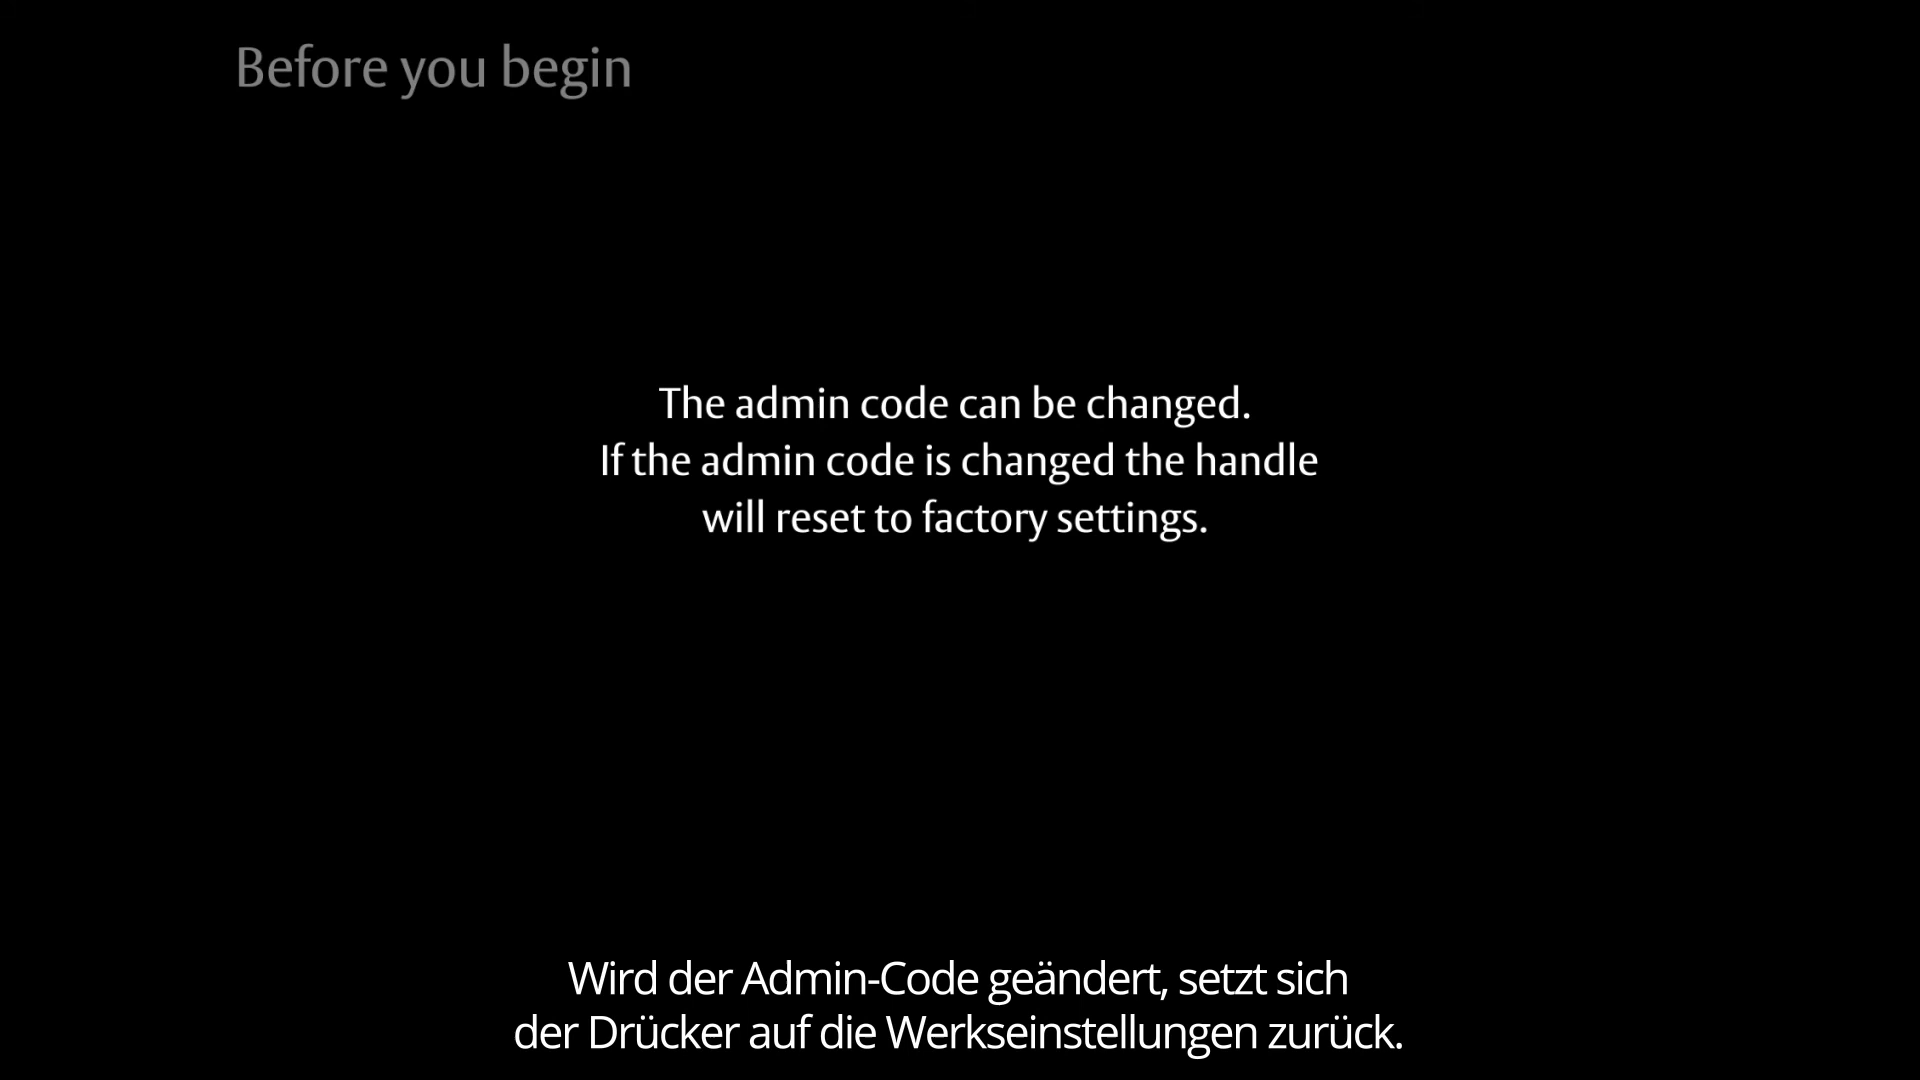 Before you begin
The admin code can be changed.
If the admin code is changed the handle
will reset to factory settings.
Wird der Admin-Code geändert, setzt sich
der Drücker auf die Werkseinstellungen zurück.